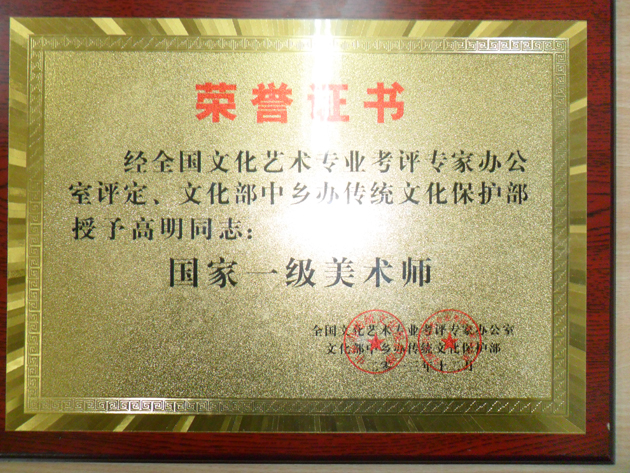 荣誉证书
经全国文化艺术专业考评专家办公
室评定、文化部中乡办传统文化保护部
授予高明同志：
国家一级美术师
全国文化艺术专业考评专家办公室
文化部中乡办传统文化保护部
年十二月